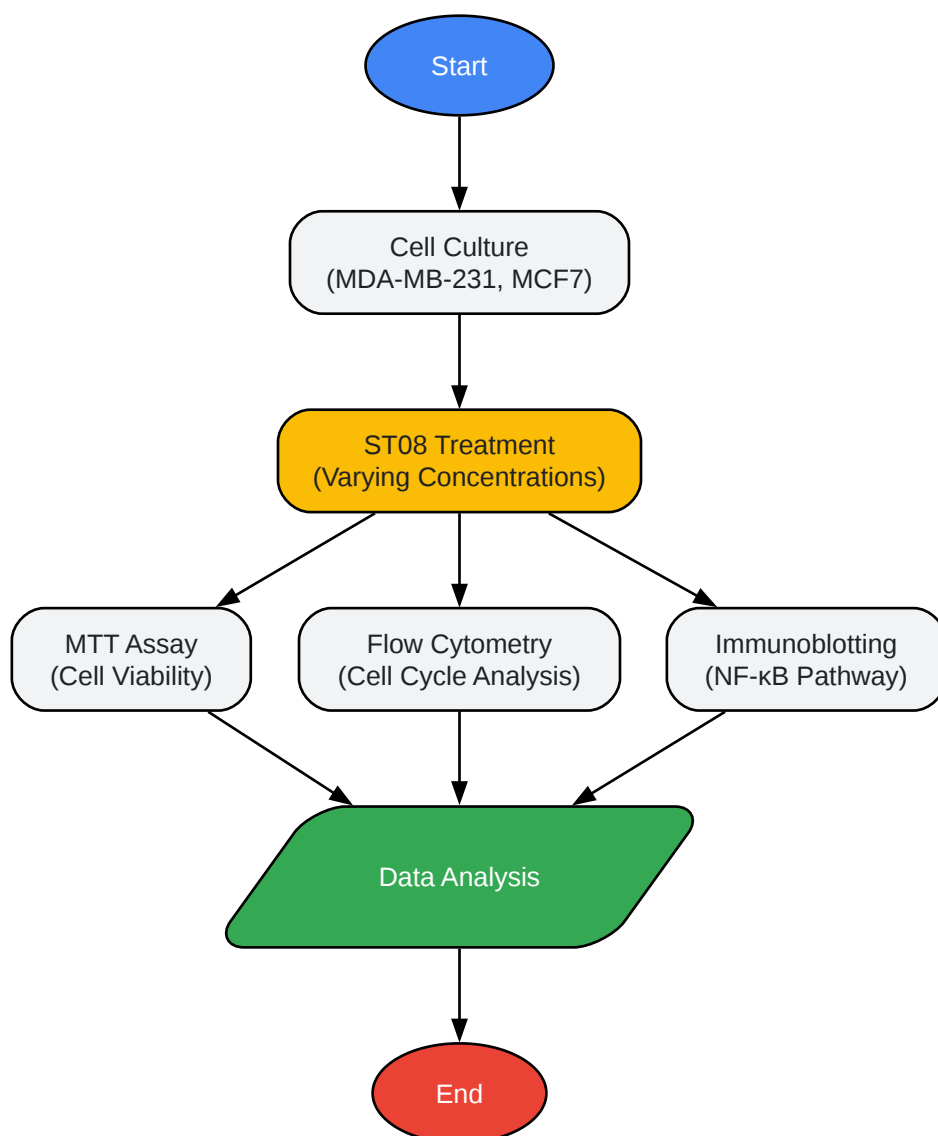 Start
Cell Culture
(MDA-MB-231, MCF7)
ST08 Treatment
(Varying Concentrations)
MTT Assay
(Cell Viability)
Flow Cytometry
(Cell Cycle Analysis)
Immunoblotting
(NF-κB Pathway)
Data Analysis
End